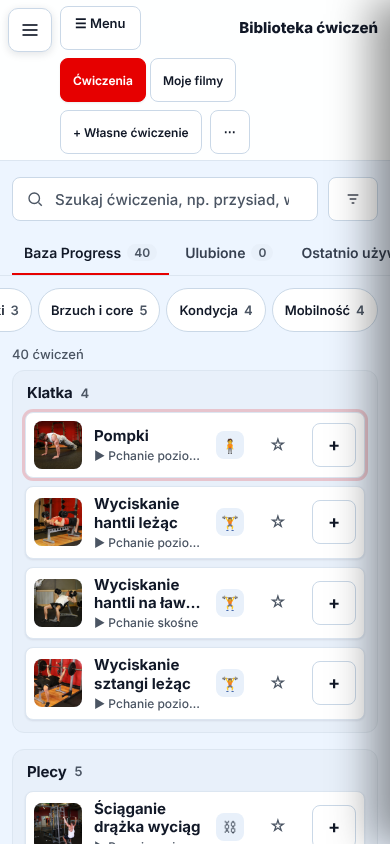 ☰ Menu
Biblioteka ćwiczeń
Ćwiczenia
Moje filmy
+ Własne ćwiczenie
⋯
Szukaj ćwiczenia, np. przysiad, w
Baza Progress 40
Ulubione 0
Ostatnio używ
ki 3
Brzuch i core 5
Kondycja 4
Mobilność 4
40 ćwiczeń
Klatka 4
Pompki
▶ Pchanie pozio...
+
Wyciskanie
hantli leżąc
▶ Pchanie pozio...
+
Wyciskanie
hantli na ław...
▶ Pchanie skośne
+
Wyciskanie
sztangi leżąc
▶ Pchanie pozio...
+
Plecy 5
Ściąganie
drążka wyciąg
+